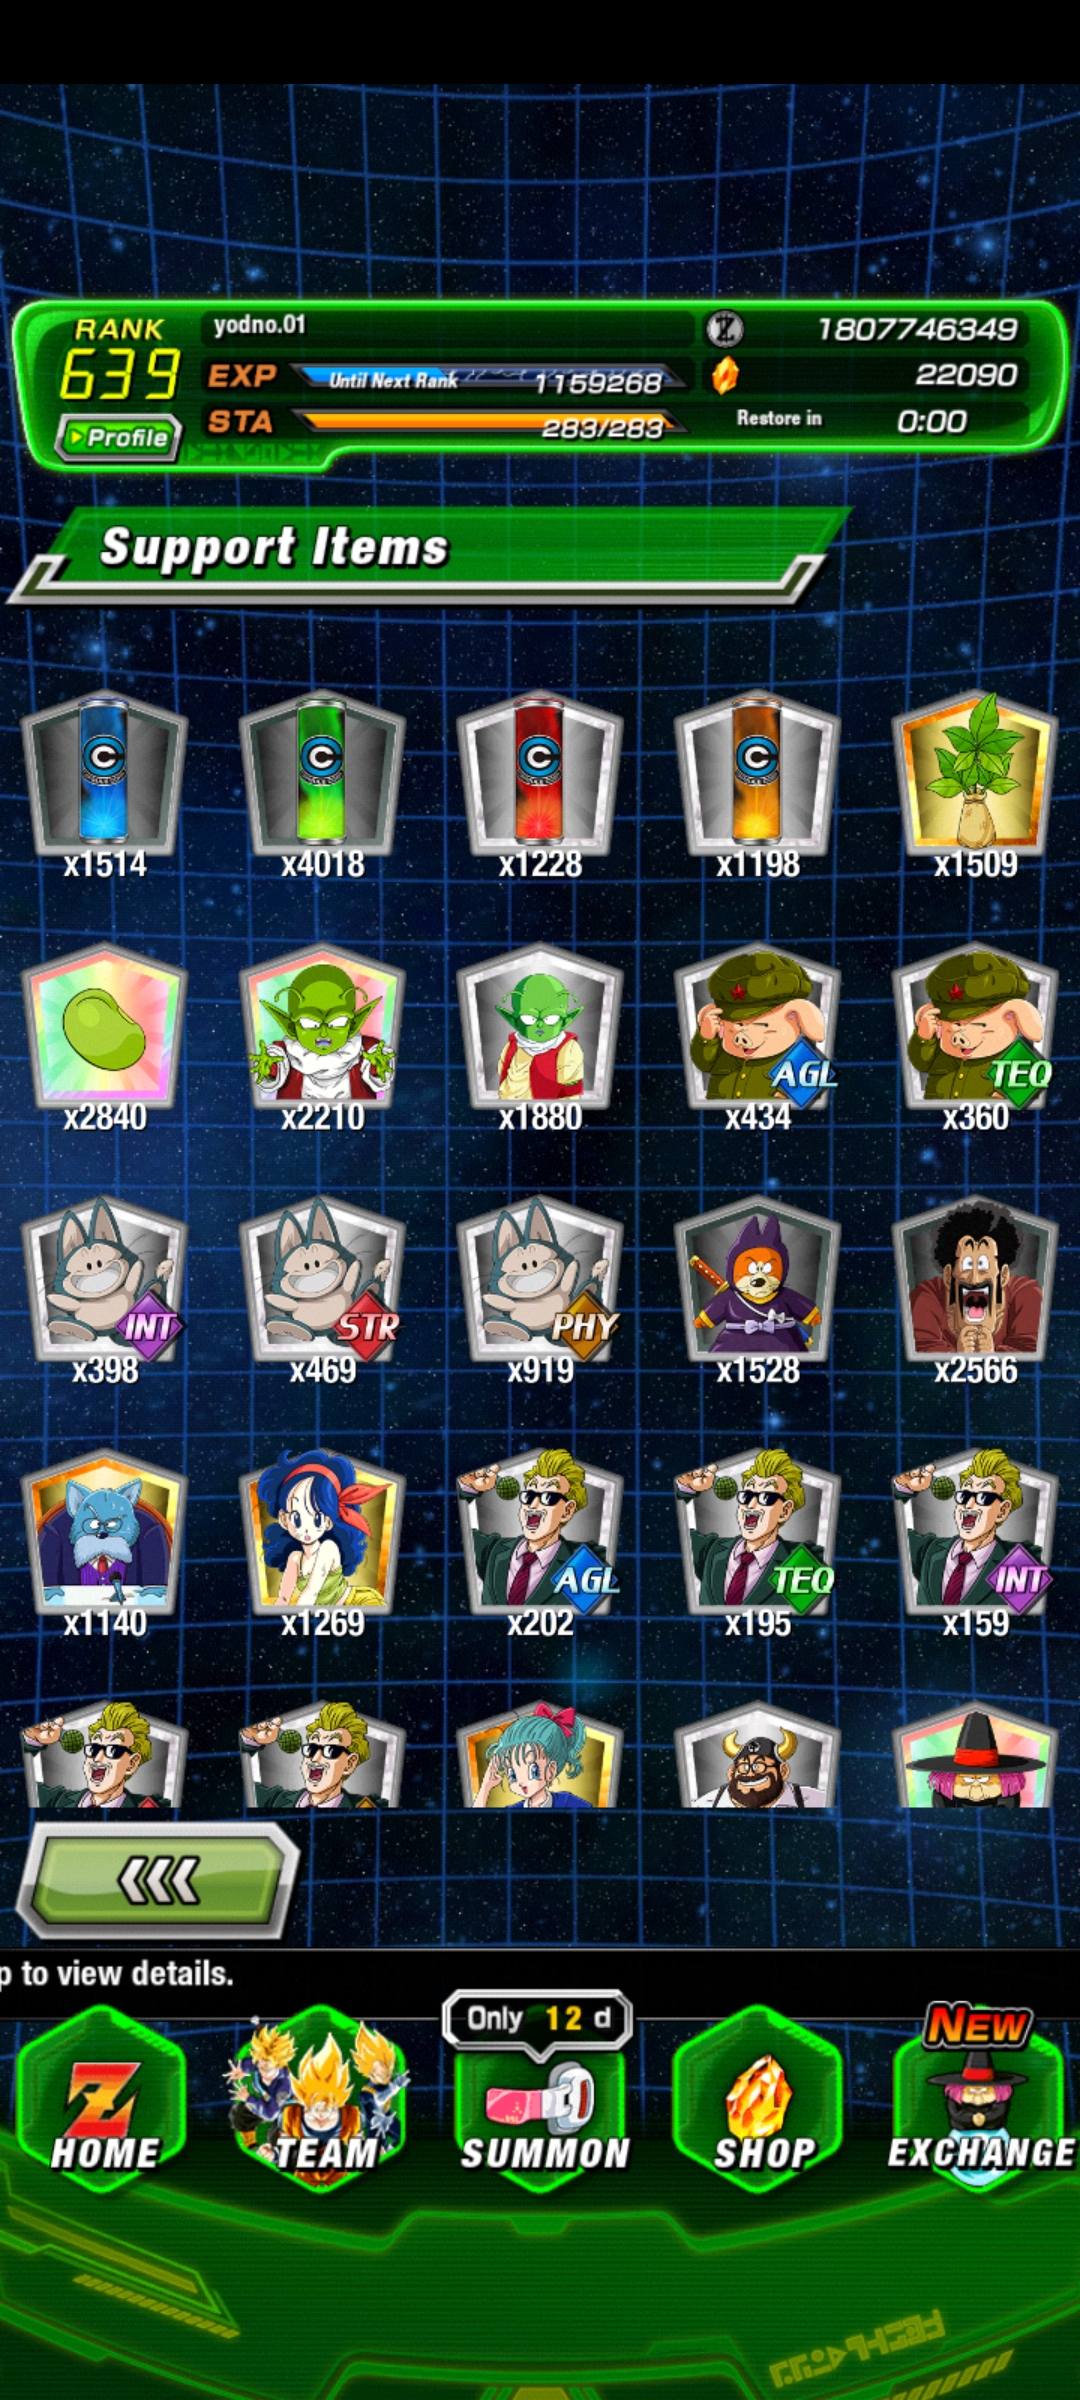 RANK
639
Profile
yodno.01
1807746349
EXP
Until Next Rank
1159268
22090
STA
283/283
Restore in
0:00
Support Items
x1514
x4018
x1228
x1198
x1509
x2840
x2210
x1880
AGL
x434
TEQ
x360
INT
x398
STR
x469
PHY
x919
x1528
x2566
x1140
x1269
AGL
x202
TEQ
x195
INT
x159
p to view details.
Only 12 d
NEW
HOME
TEAM
SUMMON
SHOP
EXCHANGE